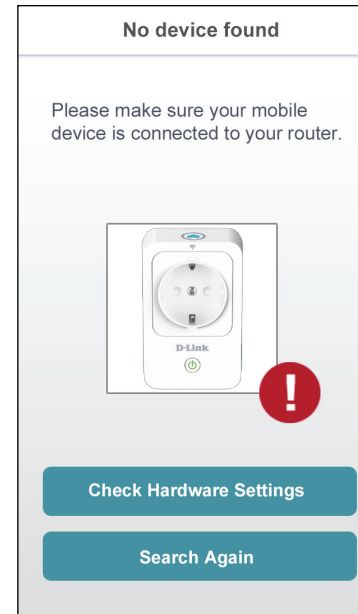 No device found
Please make sure your mobile
device is connected to your router.
D-Link
!
Check Hardware Settings
Search Again